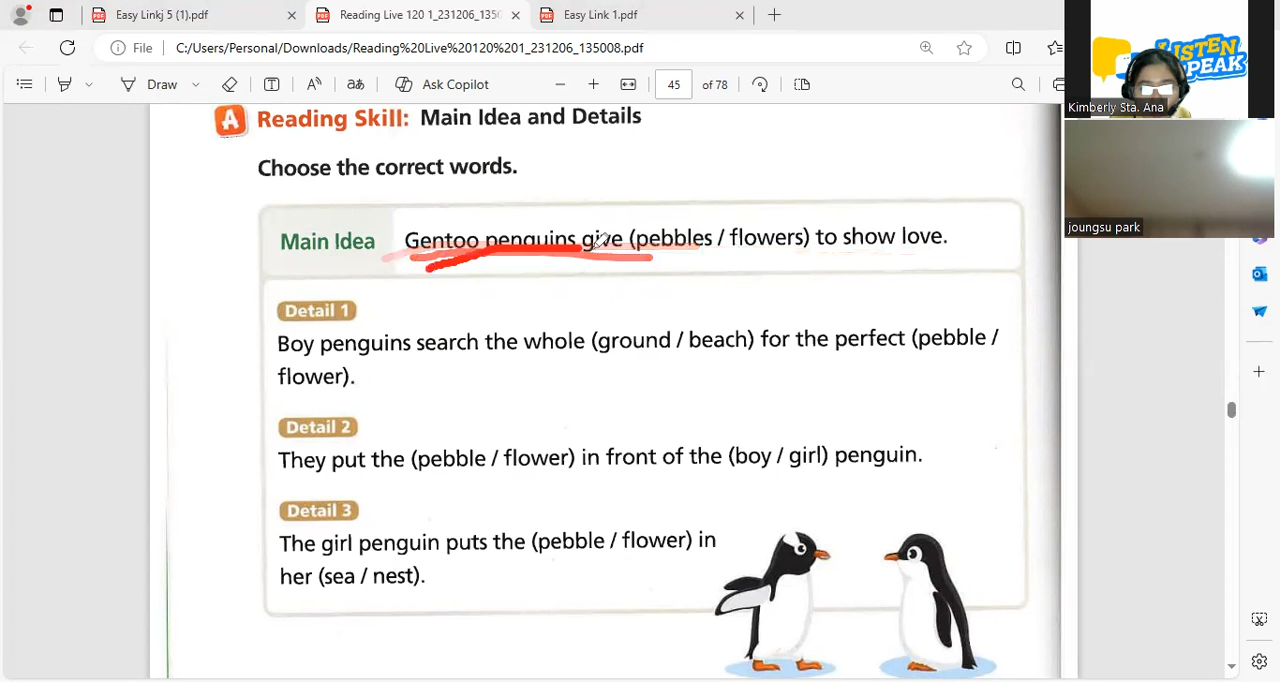 Easy Linkj 5 (1).pdf
Reading Live 120 1_231206_1350
Easy Link 1.pdf
File
C:/Users/Personal/Downloads/Reading%20Live%20120%201_231206_135008.pdf
Draw
Ask Copilot
45
of 78
LISTEN
SPEAK
Kimberly Sta. Ana
joungsu park
A Reading Skill: Main Idea and Details
Choose the correct words.
Main Idea
Gentoo penguins give (pebbles / flowers) to show love.
Detail 1
Boy penguins search the whole (ground / beach) for the perfect (pebble /
flower).
Detail 2
They put the (pebble / flower) in front of the (boy / girl) penguin.
Detail 3
The girl penguin puts the (pebble / flower) in
her (sea / nest).